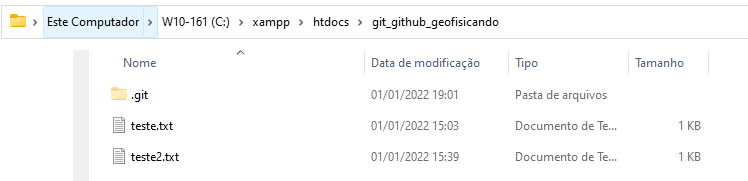 Este Computador > W10-161 (C:) > xampp > htdocs > git_github_geofisicando
Nome Data de modificação Tipo Tamanho
.git 01/01/2022 19:01 Pasta de arquivos
teste.txt 01/01/2022 15:03 Documento de Te... 1 KB
teste2.txt 01/01/2022 15:39 Documento de Te... 1 KB